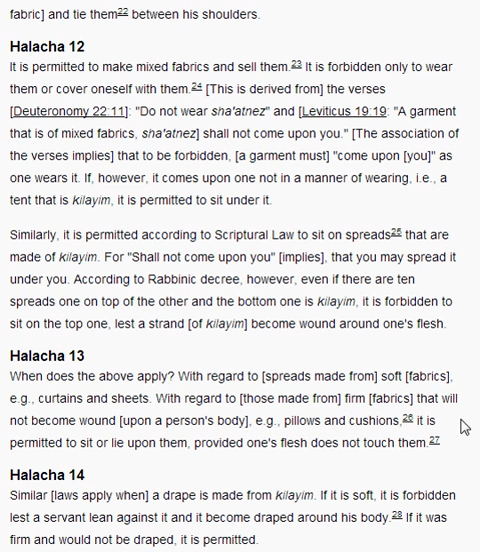 fabric] and tie them22 between his shoulders.
Halacha 12
It is permitted to make mixed fabrics and sell them.23 It is forbidden only to wear
them or cover oneself with them.24 [This is derived from] the verses
[Deuteronomy 22:11]: "Do not wear sha'atnez" and [Leviticus 19:19: "A garment
that is of mixed fabrics, sha'atnez] shall not come upon you." [The association of
the verses implies] that to be forbidden, [a garment must] "come upon [you]" as
one wears it. If, however, it comes upon one not in a manner of wearing, i.e., a
tent that is kilayim, it is permitted to sit under it.
Similarly, it is permitted according to Scriptural Law to sit on spreads25 that are
made of kilayim. For "Shall not come upon you" [implies], that you may spread it
under you. According to Rabbinic decree, however, even if there are ten
spreads one on top of the other and the bottom one is kilayim, it is forbidden to
sit on the top one, lest a strand [of kilayim] become wound around one's flesh.
Halacha 13
When does the above apply? With regard to [spreads made from] soft [fabrics],
e.g., curtains and sheets. With regard to [those made from] firm [fabrics] that will
not become wound [upon a person's body], e.g., pillows and cushions,26 it is
permitted to sit or lie upon them, provided one's flesh does not touch them.27
Halacha 14
Similar [laws apply when] a drape is made from kilayim. If it is soft, it is forbidden
lest a servant lean against it and it become draped around his body.28 If it was
firm and would not be draped, it is permitted.